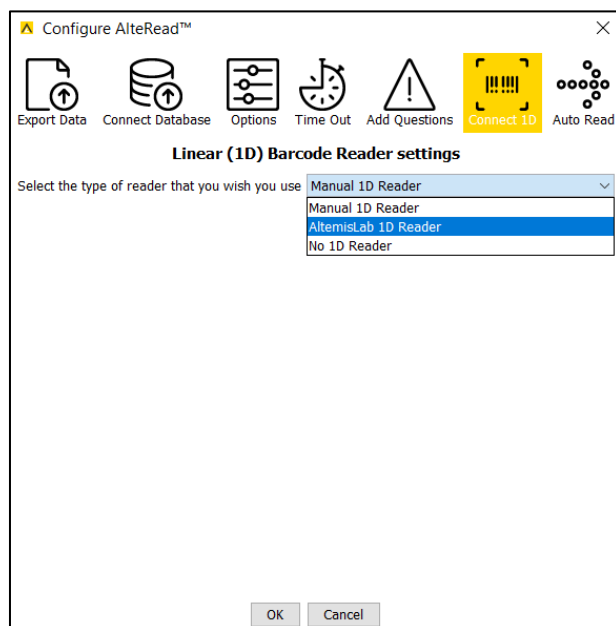 Configure AlteRead™
Export Data Connect Database Options Time Out Add Questions Connect 1D Auto Read
Linear (1D) Barcode Reader settings
Select the type of reader that you wish you use Manual 1D Reader
Manual 1D Reader
AltemisLab 1D Reader
No 1D Reader
OK Cancel